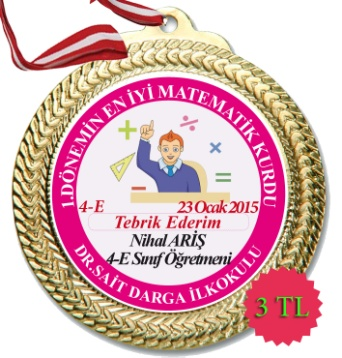 1.DÖNEMİN EN İYİ MATEMATİK KURDU
4-E 23 Ocak 2015
Tebrik Ederim
Nihal ARİŞ
4-E Sınıf Öğretmeni
DR.SAİT DARGA İLKOKULU
3 TL